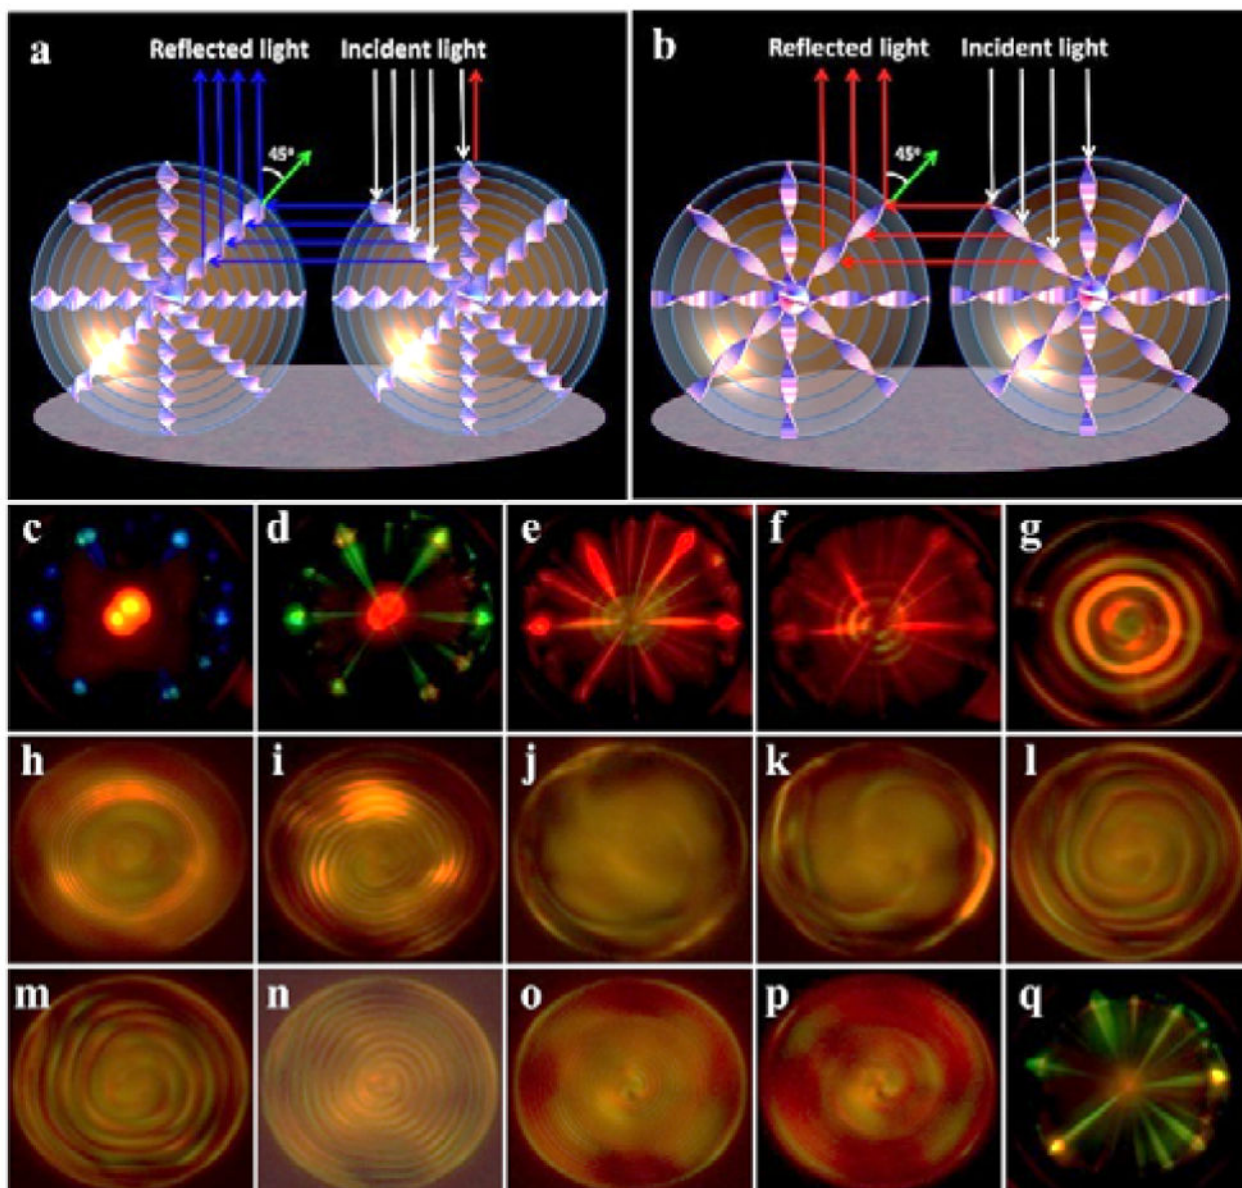 a Reflected light Incident light
45°
b Reflected light Incident light
45°
c d e f g
h i j k l
m n o p q